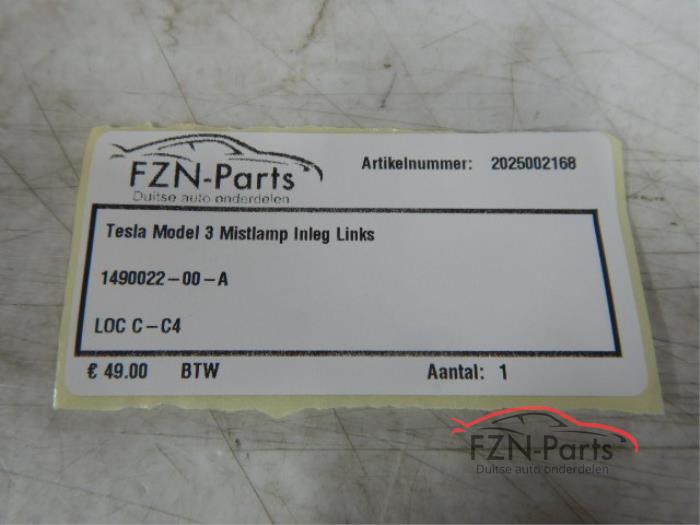 FZN-Parts
Duitse auto onderdelen
Artikelnummer: 2025002168
Tesla Model 3 Mistlamp Inleg Links
1490022-00-A
LOC C-C4
€ 49.00 BTW Aantal: 1
FZN-Parts
Duitse auto onderdelen